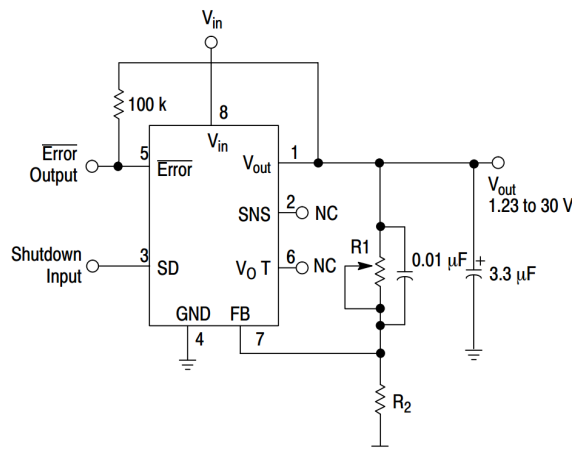 Vin
100 k
8
Vin
Error
Output
5
Error
Vout
1
Vout
1.23 to 30 V
SNS
2
NC
Shutdown
Input
3
SD
VO T
6
NC
R1
0.01 μF
+
3.3 μF
GND
FB
4
7
R2